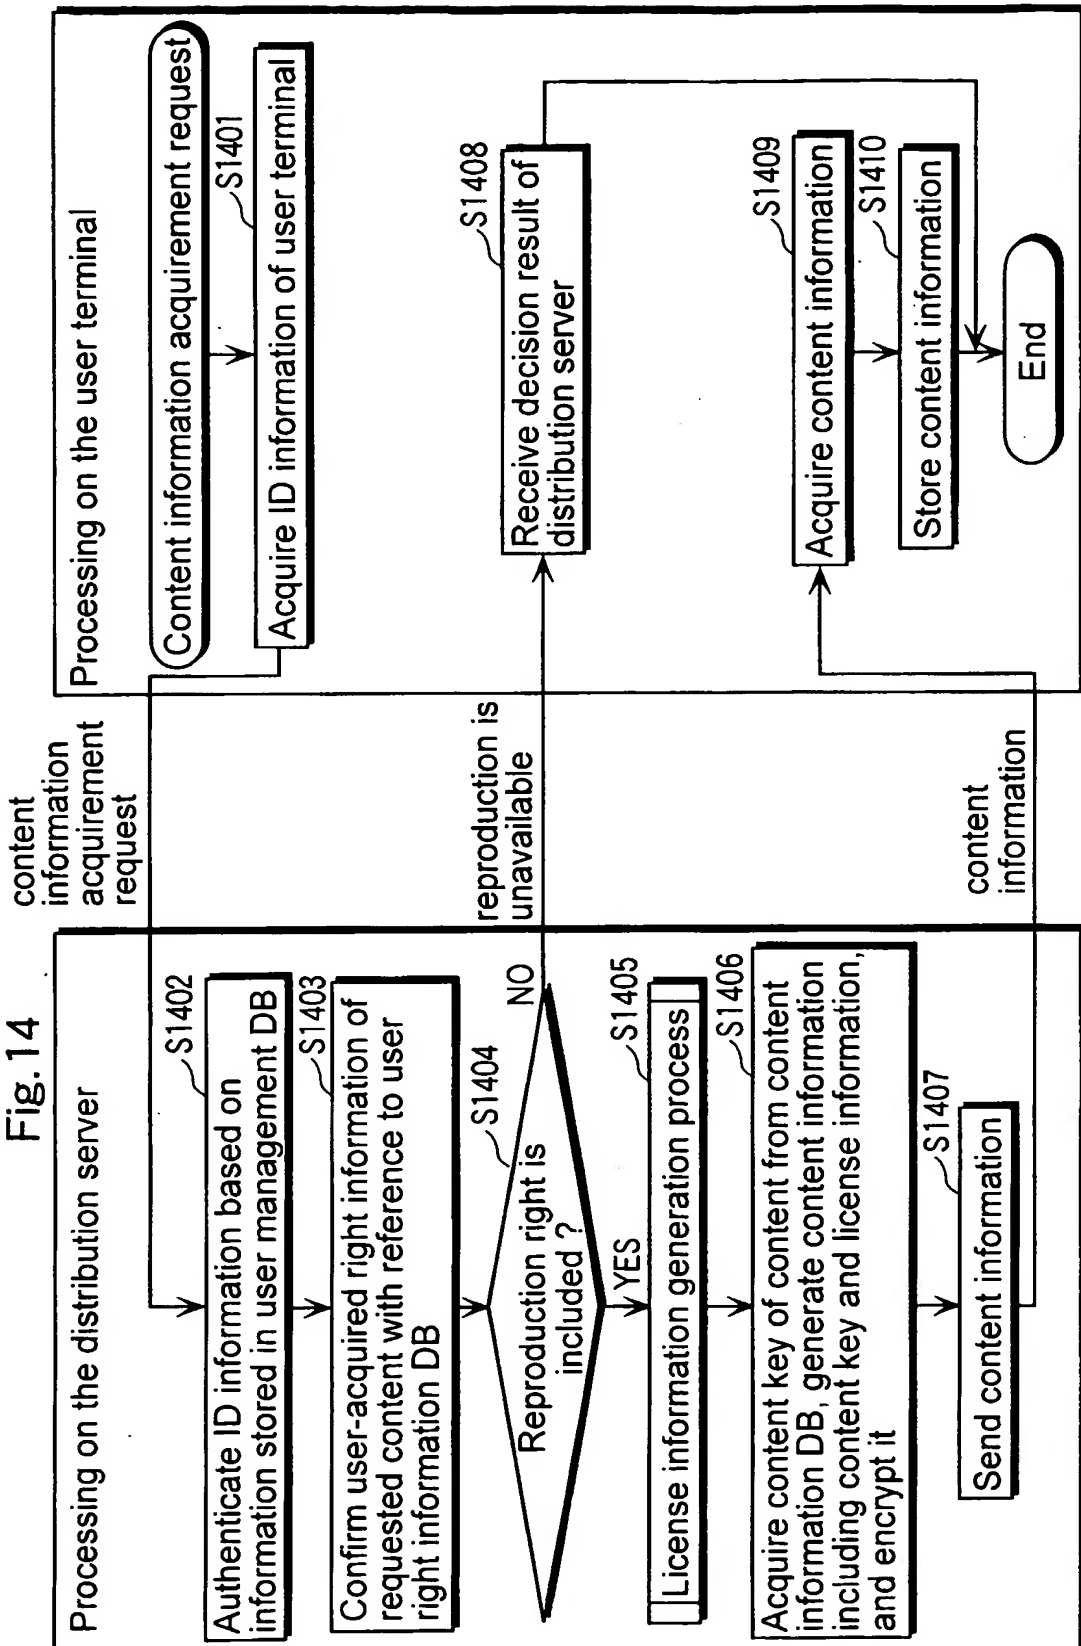 Fig.14
Processing on the distribution server
Authenticate ID information based on
information stored in user management DB
S1402
Confirm user-acquired right information of
requested content with reference to user
right information DB
S1403
Reproduction right is
included ?
S1404
NO
YES
License information generation process
S1405
Acquire content key of content from content
information DB, generate content information
including content key and license information,
and encrypt it
S1406
Send content information
S1407
content
information
acquirement
request
reproduction is
unavailable
content
information
Processing on the user terminal
Content information acquirement request
Acquire ID information of user terminal
S1401
Receive decision result of
distribution server
S1408
Acquire content information
S1409
Store content information
S1410
End